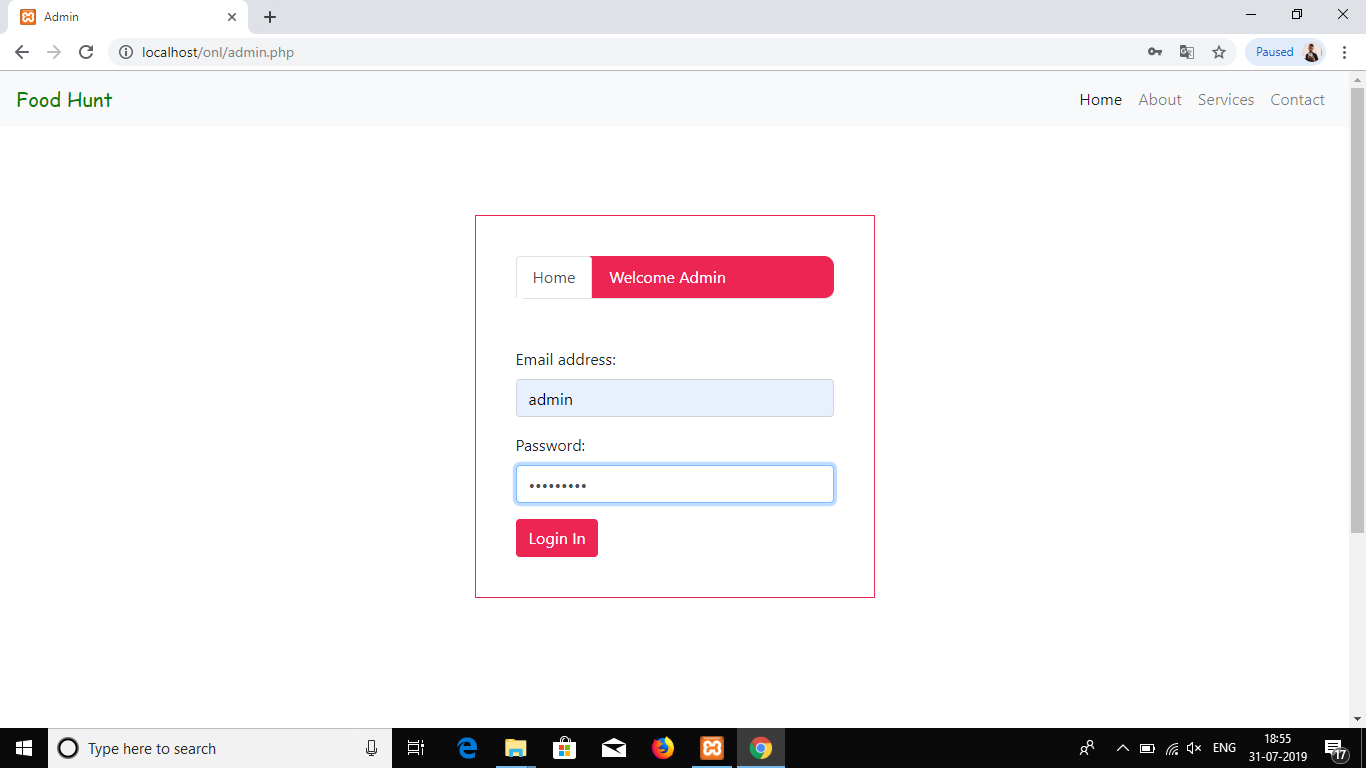 Admin
localhost/onl/admin.php
Paused
Food Hunt
Home About Services Contact
Home Welcome Admin
Email address:
admin
Password:
•••••••••
Login In
Type here to search
ENG
18:55
31-07-2019
17